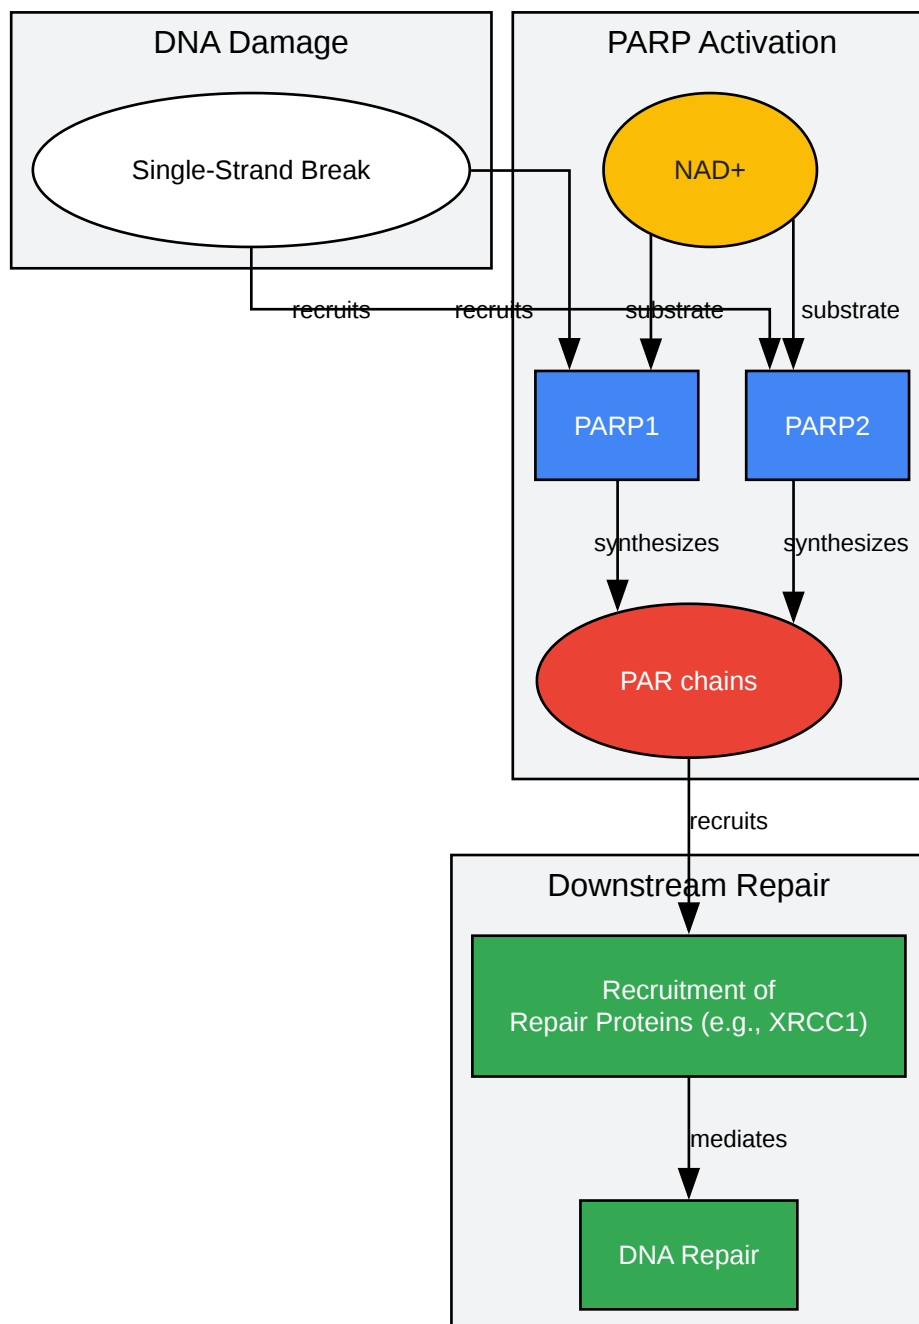 DNA Damage
PARP Activation
Single-Strand Break
NAD+
recruits
recruits
substrate
substrate
PARP1
PARP2
synthesizes
synthesizes
PAR chains
recruits
Downstream Repair
Recruitment of
Repair Proteins (e.g., XRCC1)
mediates
DNA Repair